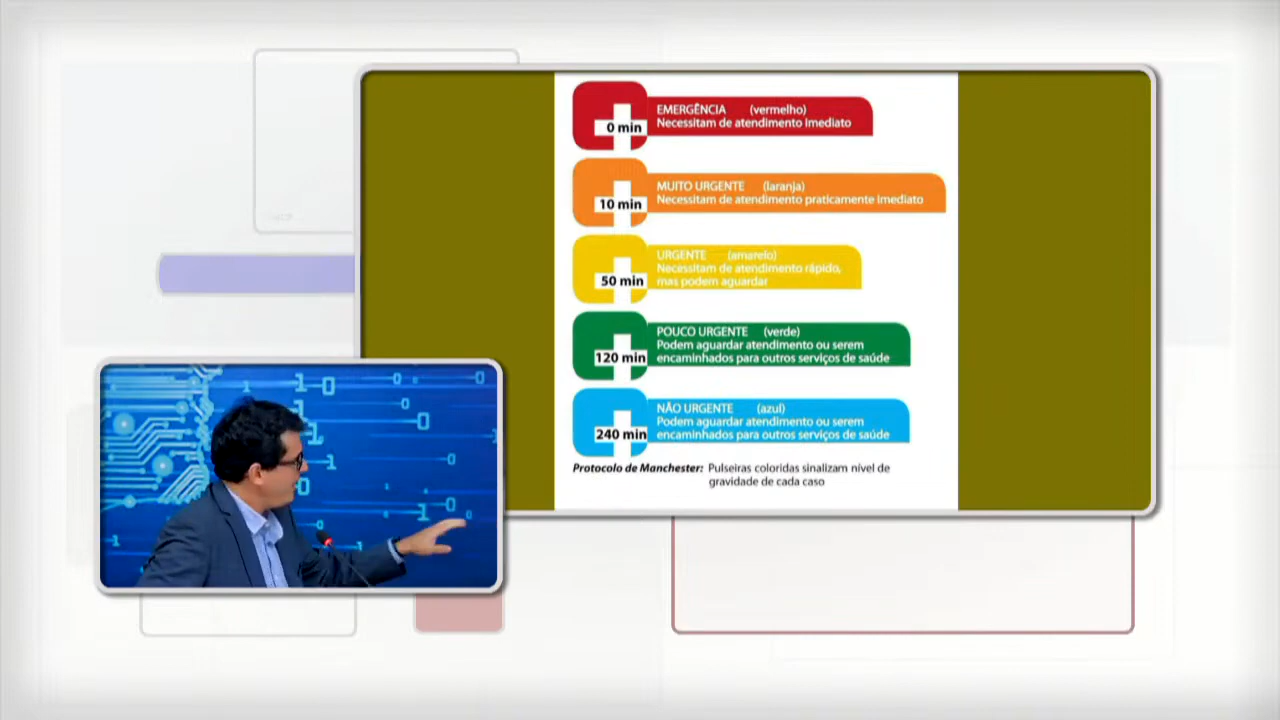 0 min
EMERGÊNCIA (vermelho)
Necessitam de atendimento imediato
10 min
MUITO URGENTE (laranja)
Necessitam de atendimento praticamente imediato
50 min
URGENTE (amarelo)
Necessitam de atendimento rápido,
mas podem aguardar
120 min
POUCO URGENTE (verde)
Podem aguardar atendimento ou serem
encaminhados para outros serviços de saúde
240 min
NÃO URGENTE (azul)
Podem aguardar atendimento ou serem
encaminhados para outros serviços de saúde
Protocolo de Manchester: Pulseiras coloridas sinalizam nível de
gravidade de cada caso